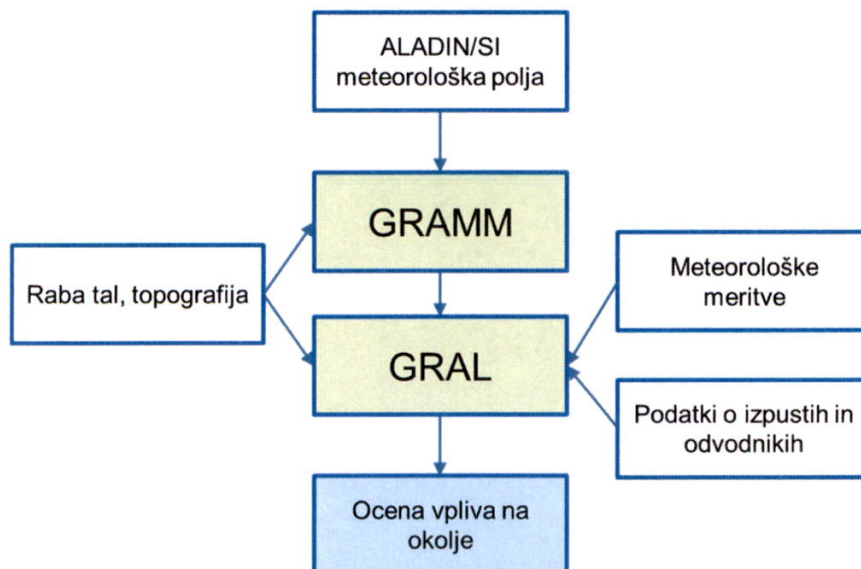 ALADIN/SI
meteorološka polja
GRAMM
Raba tal, topografija
Meteorološke
meritve
GRAL
Podatki o izpustih in
odvodnikih
Ocena vpliva na
okolje